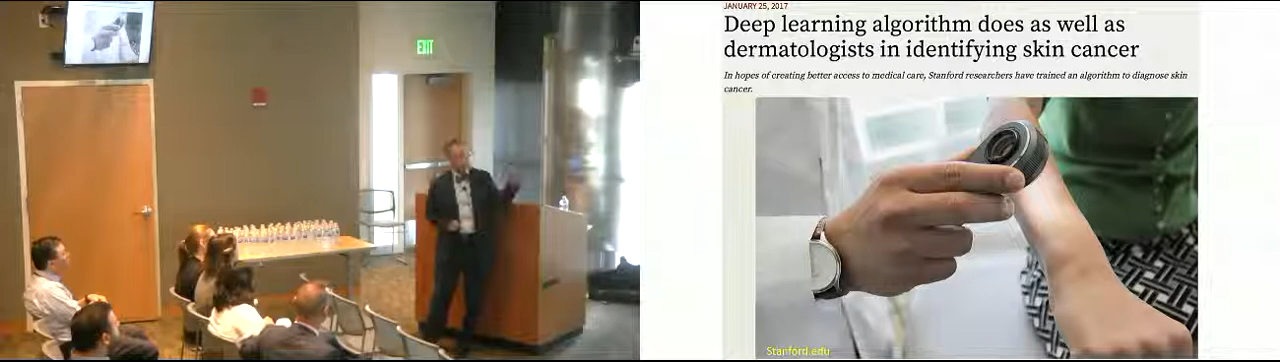 EXIT
JANUARY 25, 2017
Deep learning algorithm does as well as
dermatologists in identifying skin cancer
In hopes of creating better access to medical care, Stanford researchers have trained an algorithm to diagnose skin
cancer.
Stanford.edu